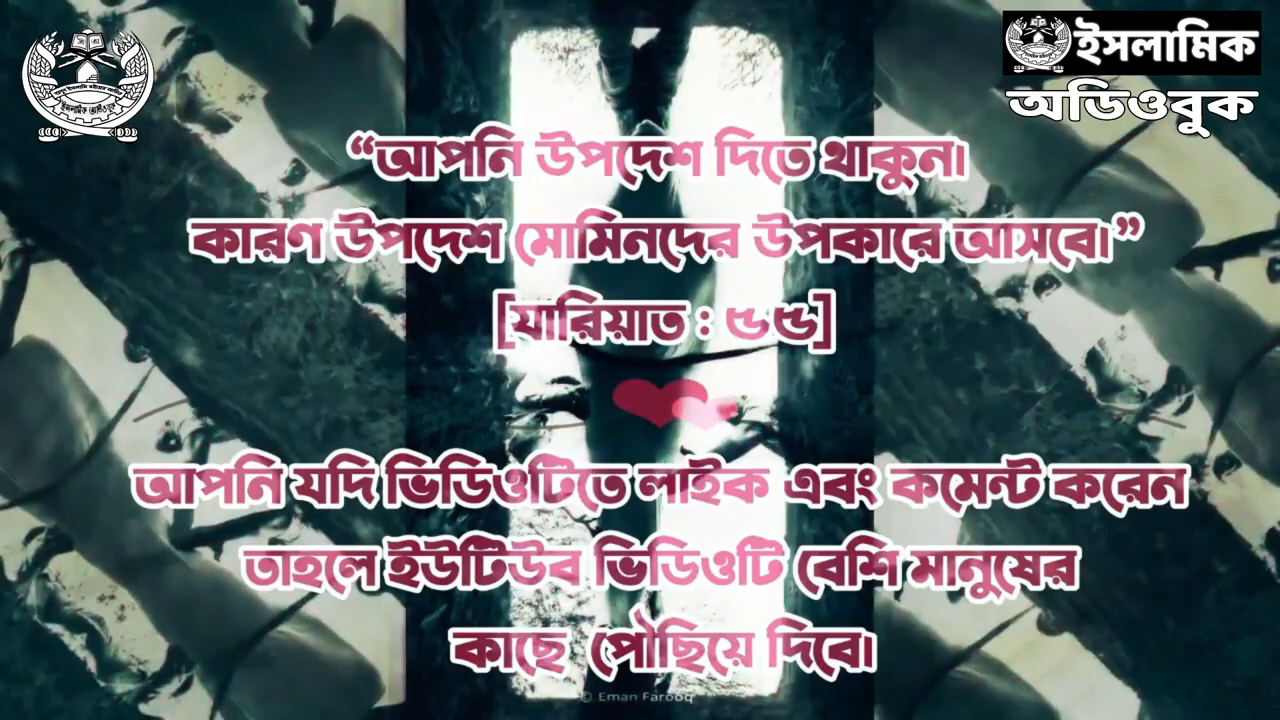 ইসলামিক
অডিওবুক
“আপনি উপদেশ দিতে থাকুন।
কারণ উপদেশ মোমিনদের উপকারে আসবে।”
[যারিয়াত : ৫৫]
আপনি যদি ভিডিওটিতে লাইক এবং কমেন্ট করেন
তাহলে ইউটিউব ভিডিওটি বেশি মানুষের
কাছে পৌছিয়ে দিবে।
© Eman Farooq